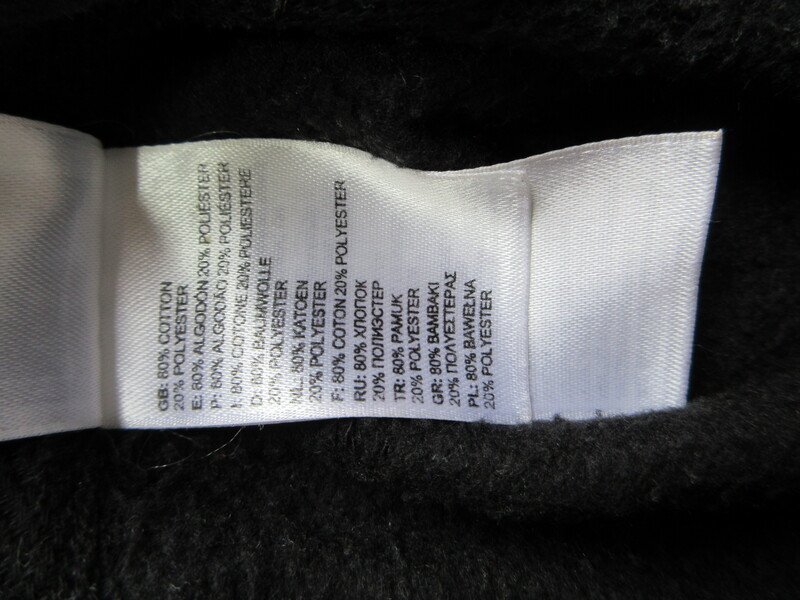 GB: 80% COTTON
20% POLYESTER
E: 80% ALGODÓN 20% POLIÉSTER
P: 80% ALGODÃO 20% POLIÉSTER
I: 80% COTONE 20% POLIESTERE
D: 80% BAUMWOLLE
20% POLYESTER
NL: 80% KATOEN
20% POLYESTER
F: 80% COTON 20% POLYESTER
RU: 80% ХЛОПОК
20% ПОЛИЭСТЕР
TR: 80% PAMUK
20% POLYESTER
GR: 80% ΒΑΜΒΑΚΙ
20% ΠΟΛΥΕΣΤΕΡΑΣ
PL: 80% BAWEŁNA
20% POLYESTER